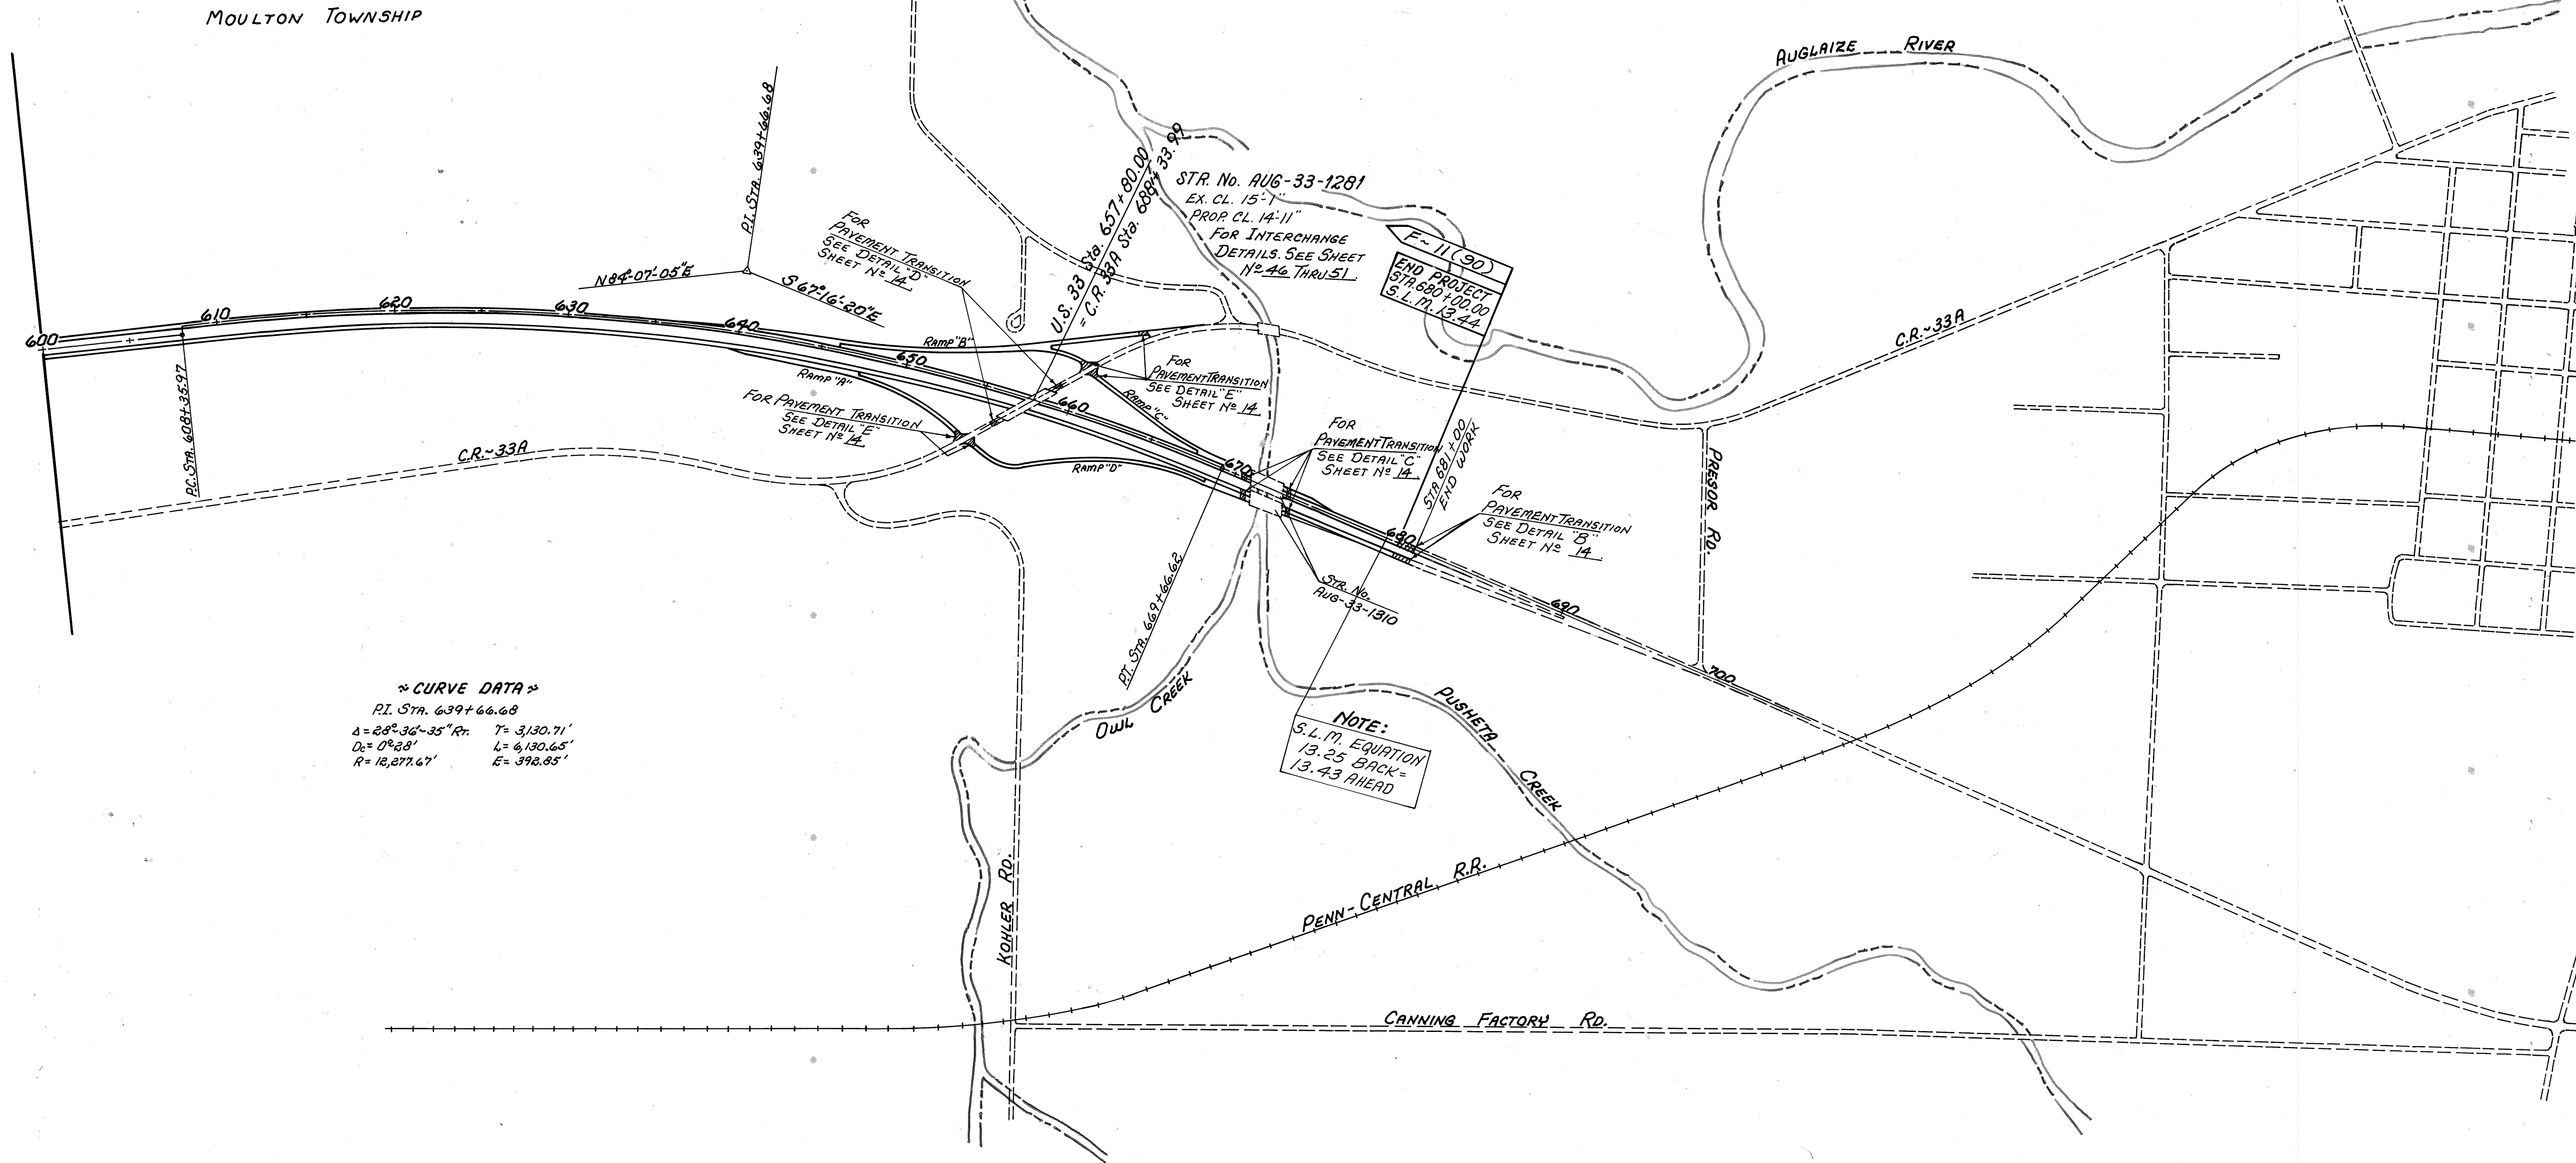 MOULTON TOWNSHIP
AUGLAIZE RIVER
P.I. STA. 639+66.68
N84°-07'-05"E
S 67°-16'-20"E
FOR
PAVEMENT TRANSITION
SEE DETAIL "D"
SHEET Nº 14
U.S. 33 Sta. 657+80.00
= C.R. 33A Sta. 688+33.99
STR. NO. AUG-33-1281
EX. CL. 15'-1"
PROP. CL. 14'-11"
FOR INTERCHANGE
DETAILS. SEE SHEET
Nº 46 THRU 51
F~11(90)
END PROJECT
STA.680+00.00
S.L.M. 13.44
600
610
620
630
640
650
660
670
680
690
700
P.C. STA. 608+35.97
RAMP "B"
RAMP "A"
RAMP "C"
RAMP "D"
FOR
PAVEMENT TRANSITION
SEE DETAIL "E"
SHEET Nº 14
FOR PAVEMENT TRANSITION
SEE DETAIL "E"
SHEET Nº 14
C.R.~33A
C.R.~33A
FOR
PAVEMENT TRANSITION
SEE DETAIL "C"
SHEET Nº 14
STA 681+00
END WORK
FOR
PAVEMENT TRANSITION
SEE DETAIL "B"
SHEET Nº 14
PRESOR RD.
P.T. STA. 669+66.62
STR. NO.
AUG-33-1310
~ CURVE DATA ~
P.I. STA. 639+66.68
Δ=28°-36'-35" RT. T= 3,130.71'
Dc= 0°-28' L= 6,130.65'
R= 12,277.67' E= 392.85'
OWL CREEK
PUSHETA CREEK
NOTE:
S.L.M. EQUATION
13.25 BACK=
13.43 AHEAD
KOHLER RD.
PENN-CENTRAL R.R.
CANNING FACTORY RD.